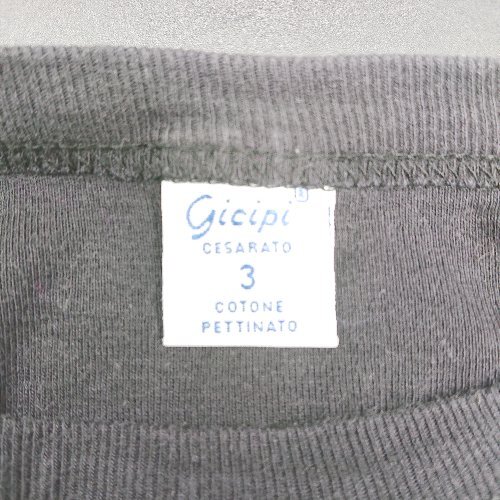 Gicipi®
CESARATO
3
COTONE
PETTINATO